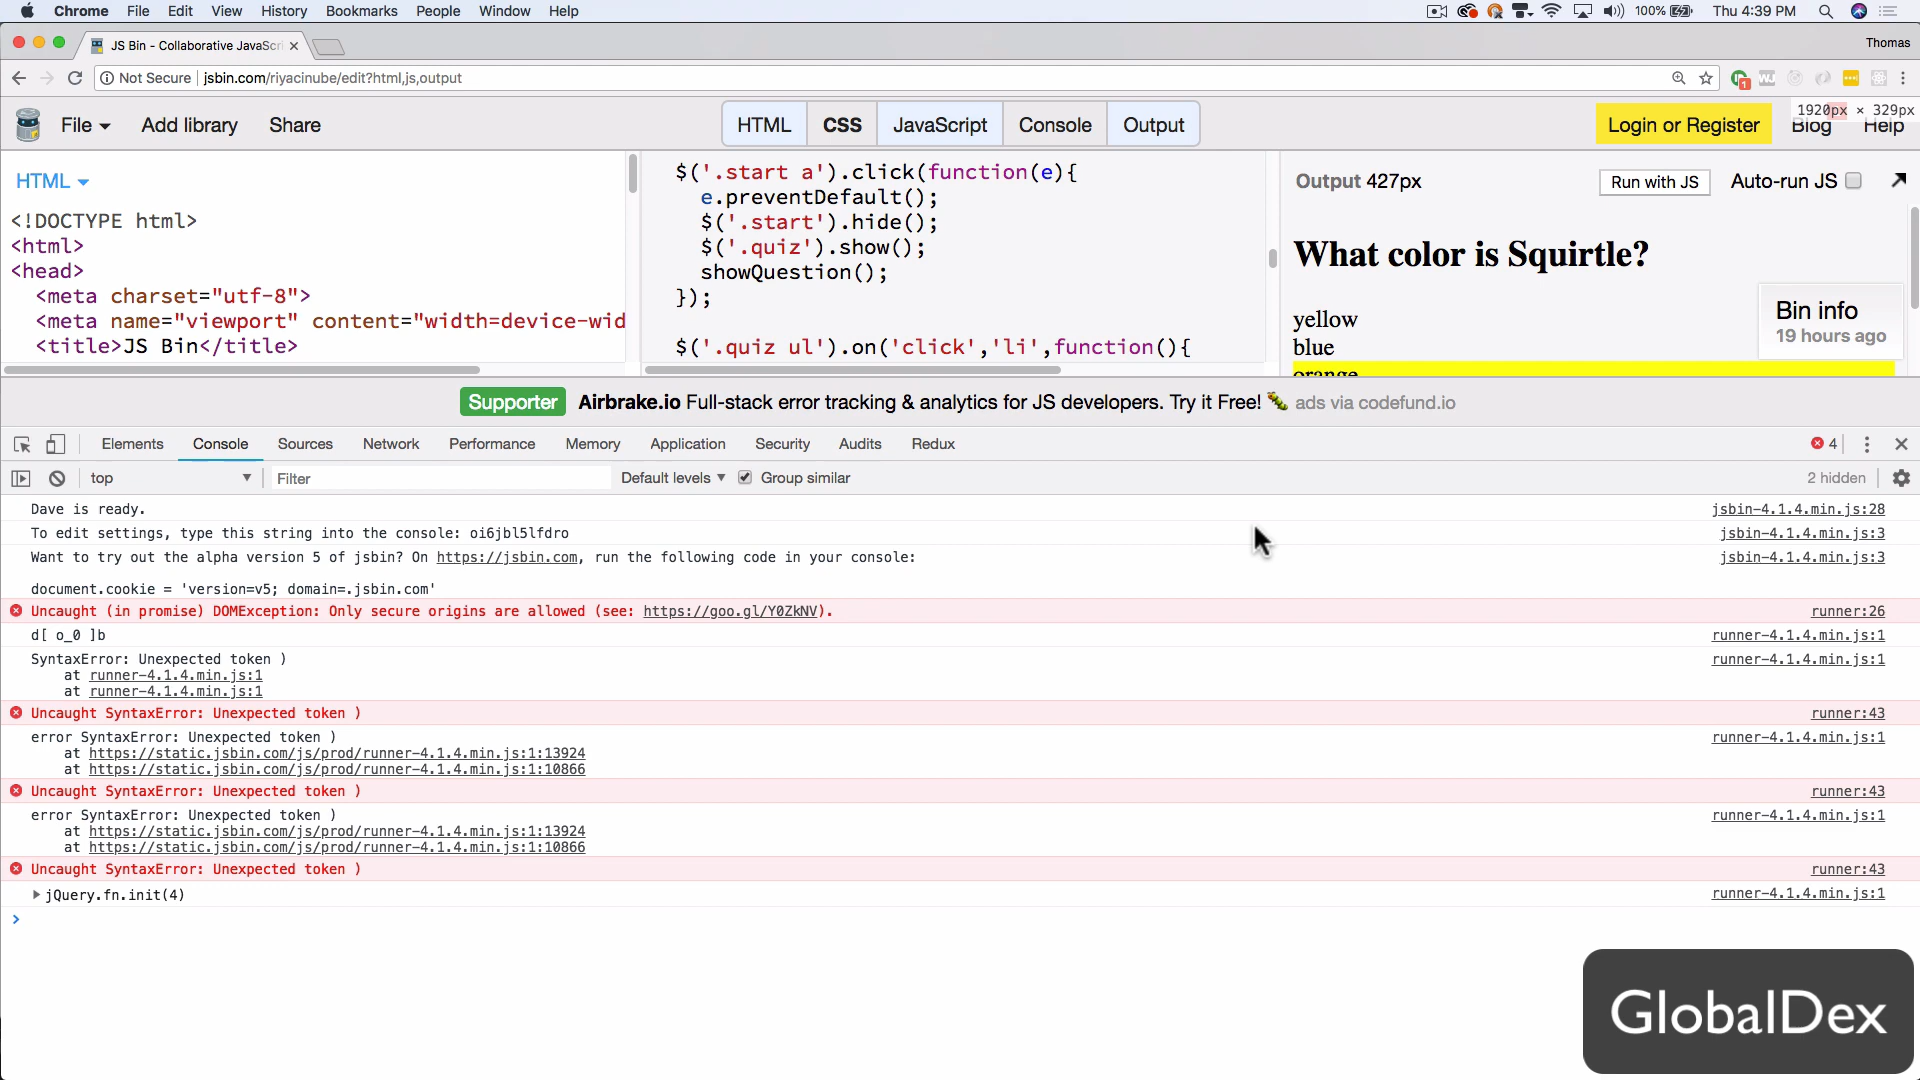 Chrome File Edit View History Bookmarks People Window Help 100% Thu 4:39 PM
JS Bin - Collaborative JavaScri Thomas
Not Secure jsbin.com/riyacinube/edit?html,js,output
1920px × 329px
File Add library Share HTML CSS JavaScript Console Output Login or Register Blog Help
HTML
<!DOCTYPE html>
<html>
<head>
<meta charset="utf-8">
<meta name="viewport" content="width=device-wid
<title>JS Bin</title>
$('.start a').click(function(e){
e.preventDefault();
$('.start').hide();
$('.quiz').show();
showQuestion();
});
$('.quiz ul').on('click','li',function(){
Output 427px Run with JS Auto-run JS
What color is Squirtle?
yellow
blue
orange
Bin info
19 hours ago
Supporter Airbrake.io Full-stack error tracking & analytics for JS developers. Try it Free! ads via codefund.io
Elements Console Sources Network Performance Memory Application Security Audits Redux 4
top Filter Default levels Group similar 2 hidden
Dave is ready. jsbin-4.1.4.min.js:28
To edit settings, type this string into the console: oi6jbl5lfdro jsbin-4.1.4.min.js:3
Want to try out the alpha version 5 of jsbin? On https://jsbin.com, run the following code in your console: jsbin-4.1.4.min.js:3
document.cookie = 'version=v5; domain=.jsbin.com'
Uncaught (in promise) DOMException: Only secure origins are allowed (see: https://goo.gl/Y0ZkNV). runner:26
d[ o_0 ]b runner-4.1.4.min.js:1
SyntaxError: Unexpected token ) runner-4.1.4.min.js:1
at runner-4.1.4.min.js:1
at runner-4.1.4.min.js:1
Uncaught SyntaxError: Unexpected token ) runner:43
error SyntaxError: Unexpected token ) runner-4.1.4.min.js:1
at https://static.jsbin.com/js/prod/runner-4.1.4.min.js:1:13924
at https://static.jsbin.com/js/prod/runner-4.1.4.min.js:1:10866
Uncaught SyntaxError: Unexpected token ) runner:43
error SyntaxError: Unexpected token ) runner-4.1.4.min.js:1
at https://static.jsbin.com/js/prod/runner-4.1.4.min.js:1:13924
at https://static.jsbin.com/js/prod/runner-4.1.4.min.js:1:10866
Uncaught SyntaxError: Unexpected token ) runner:43
jQuery.fn.init(4) runner-4.1.4.min.js:1
>
GlobalDex